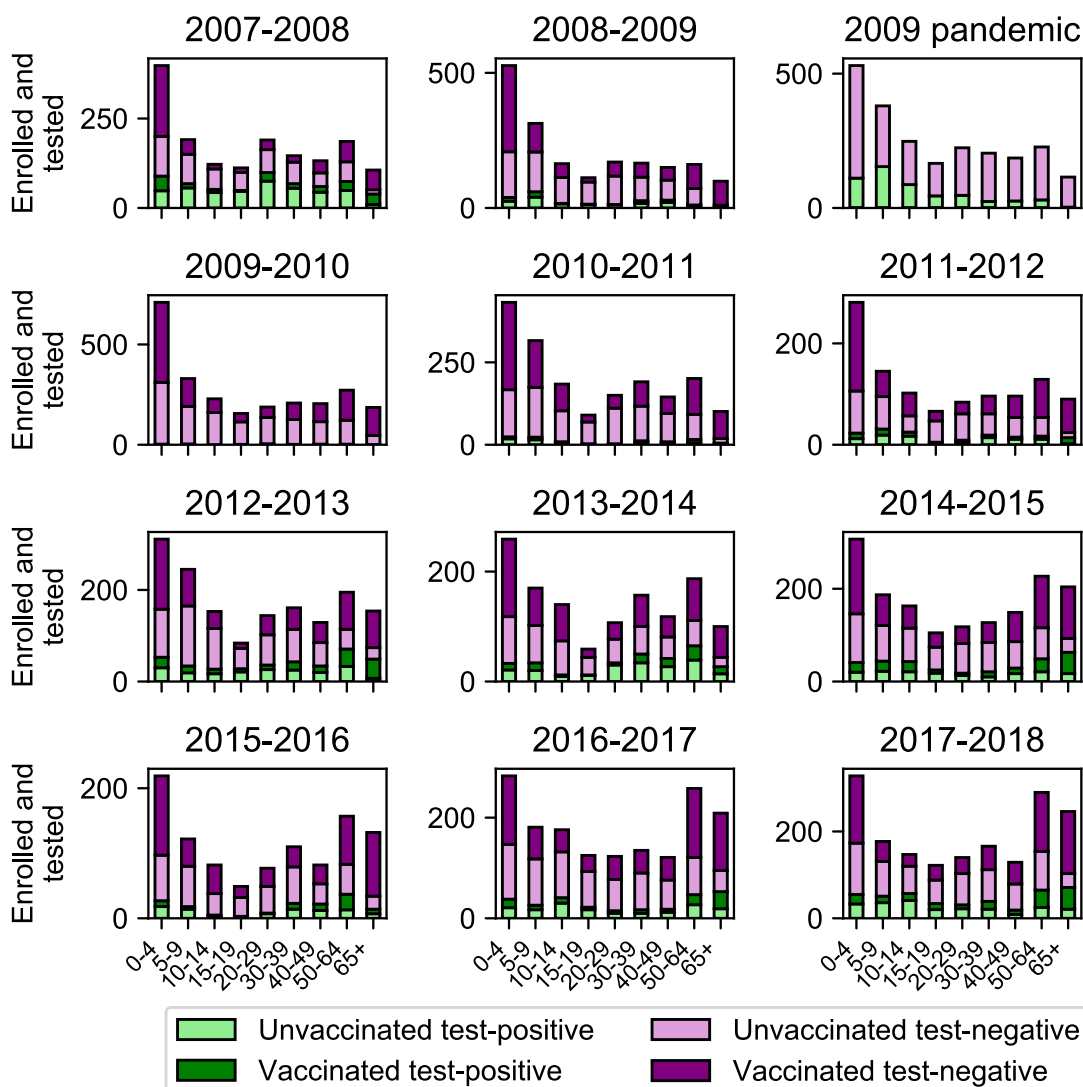 2007-2008 2008-2009 2009 pandemic
Enrolled and
tested
250
0
500
0
500
0
2009-2010 2010-2011 2011-2012
Enrolled and
tested
500
0
250
0
200
0
2012-2013 2013-2014 2014-2015
Enrolled and
tested
200
0
200
0
200
0
2015-2016 2016-2017 2017-2018
Enrolled and
tested
200
0
200
0
200
0
0-4 5-9 10-14 15-19 20-29 30-39 40-49 50-64 65+
0-4 5-9 10-14 15-19 20-29 30-39 40-49 50-64 65+
0-4 5-9 10-14 15-19 20-29 30-39 40-49 50-64 65+
Unvaccinated test-positive Unvaccinated test-negative
Vaccinated test-positive Vaccinated test-negative